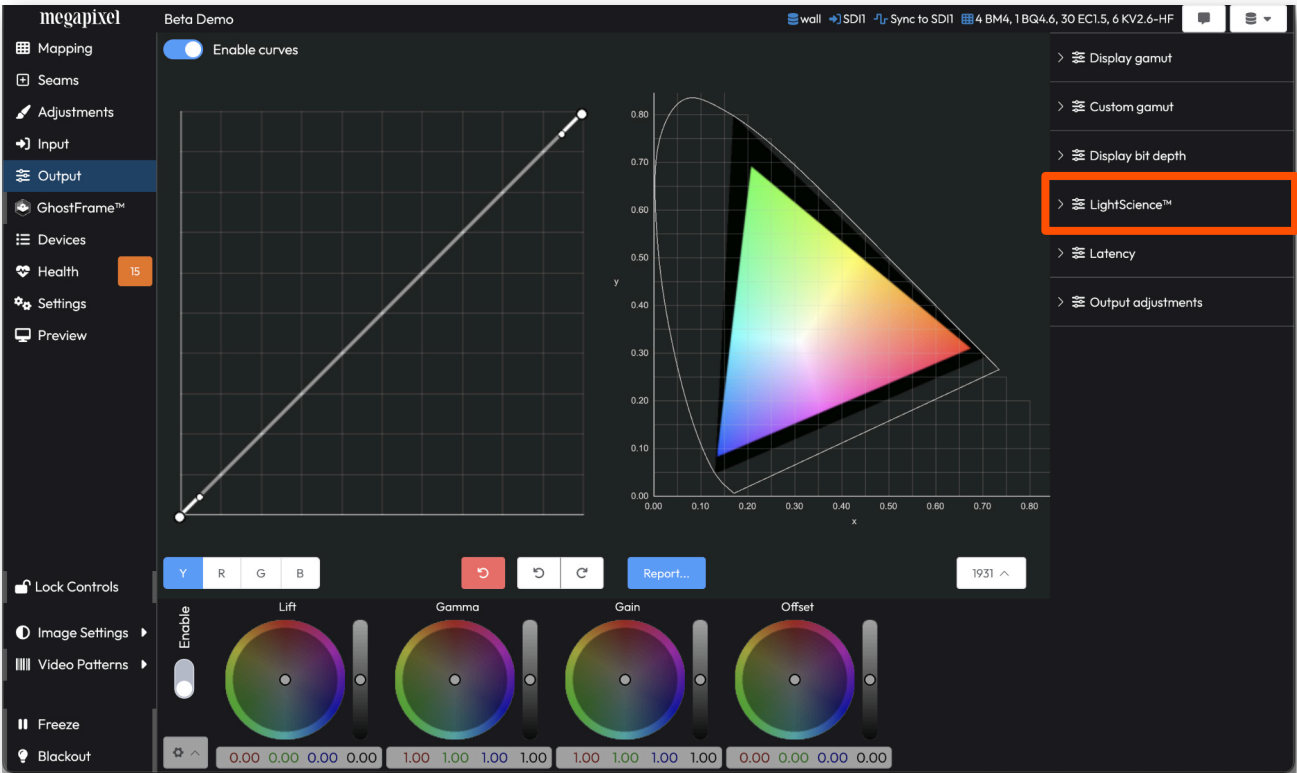 megapixel
Beta Demo
wall SDI1 Sync to SDI1 4 BM4, 1 BQ4.6, 30 EC1.5, 6 KV2.6-HF
Mapping
Seams
Adjustments
Input
Output
GhostFrame™
Devices
Health 15
Settings
Preview
Lock Controls
Image Settings
Video Patterns
Freeze
Blackout
Enable curves
y
0.80
0.70
0.60
0.50
0.40
0.30
0.20
0.10
0.00
0.00 0.10 0.20 0.30 0.40 0.50 0.60 0.70 0.80
x
Y R G B
Report...
1931
Enable
Lift Gamma Gain Offset
0.00 0.00 0.00 0.00
1.00 1.00 1.00 1.00
1.00 1.00 1.00 1.00
0.00 0.00 0.00 0.00
Display gamut
Custom gamut
Display bit depth
LightScience™
Latency
Output adjustments